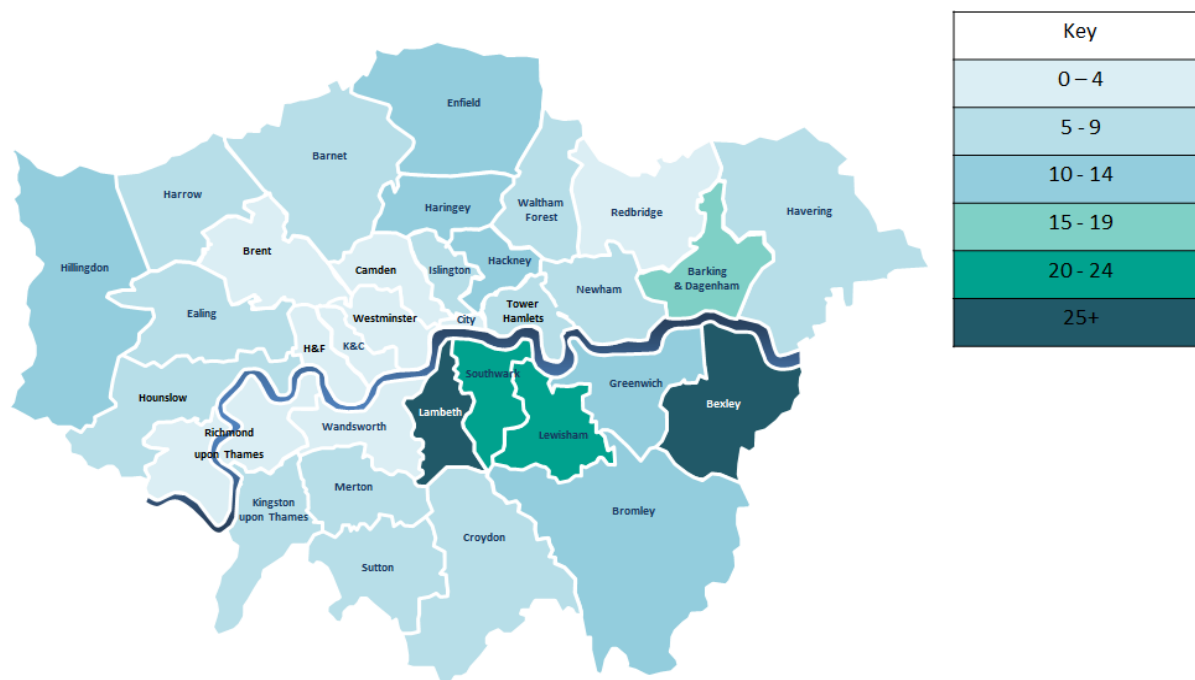 Key
0 – 4
5 - 9
10 - 14
15 - 19
20 - 24
25+
Enfield
Barnet
Harrow
Haringey
Waltham
Forest
Redbridge
Havering
Brent
Hillingdon
Camden
Islington
Hackney
Barking
& Dagenham
Newham
Ealing
Westminster
City
Tower
Hamlets
H&F
K&C
Southwark
Greenwich
Hounslow
Lambeth
Bexley
Richmond
upon Thames
Wandsworth
Lewisham
Merton
Kingston
upon Thames
Bromley
Croydon
Sutton